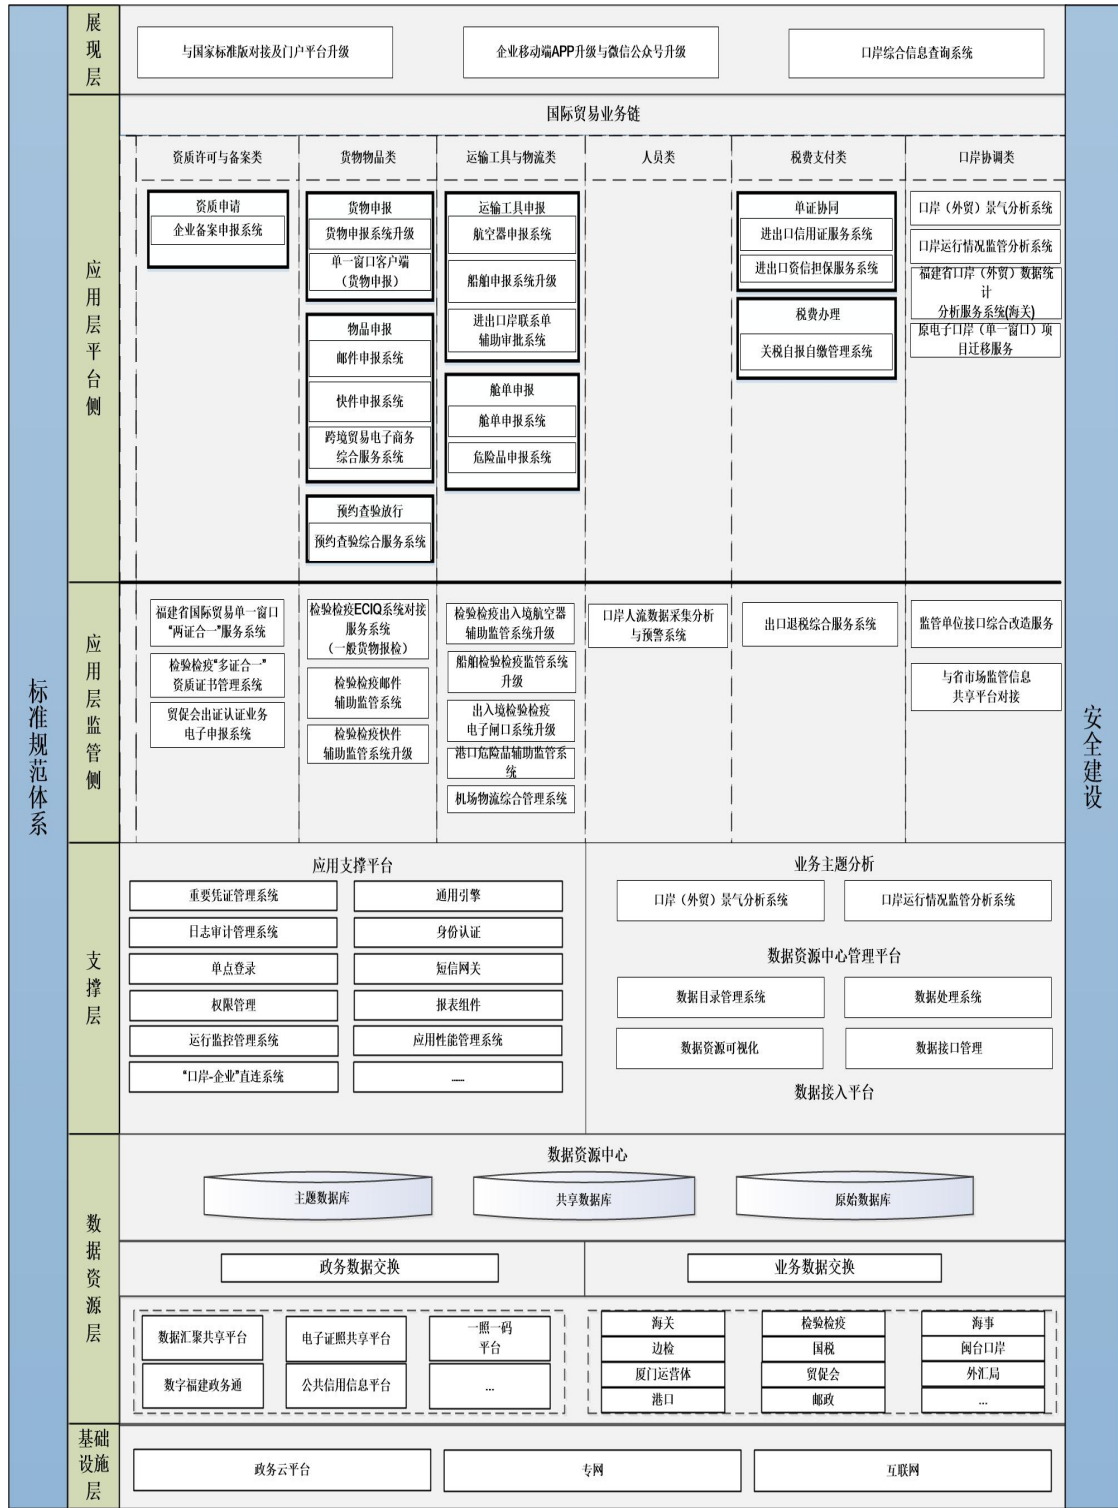 标准规范体系
展现层
与国家标准版对接及门户平台升级
企业移动端APP升级与微信公众号升级
口岸综合信息查询系统
应用层平台侧
国际贸易业务链
资质许可与备案类
货物物品类
运输工具与物流类
人员类
税费支付类
口岸协调类
资质申请
企业备案申报系统
货物申报
货物申报系统升级
单一窗口客户端
（货物申报）
物品申报
邮件申报系统
快件申报系统
跨境贸易电子商务
综合服务系统
预约查验放行
预约查验综合服务系统
运输工具申报
航空器申报系统
船舶申报系统升级
进出口岸联系单
辅助审批系统
舱单申报
舱单申报系统
危险品申报系统
单证协同
进出口信用证服务系统
进出口资信担保服务系统
税费办理
关税自报自缴管理系统
口岸（外贸）景气分析系统
口岸运行情况监管分析系统
福建省口岸（外贸）数据统
计
分析服务系统(海关)
原电子口岸（单一窗口）项
目迁移服务
应用层监管侧
福建省国际贸易单一窗口
“两证合一”服务系统
检验检疫“多证合一”
资质证书管理系统
贸促会出证认证业务
电子申报系统
检验检疫ECIQ系统对接
服务系统
（一般货物报检）
检验检疫邮件
辅助监管系统
检验检疫快件
辅助监管系统升级
检验检疫出入境航空器
辅助监管系统升级
船舶检验检疫监管系统
升级
出入境检验检疫
电子闸口系统升级
港口危险品辅助监管系
统
机场物流综合管理系统
口岸人流数据采集分析
与预警系统
出口退税综合服务系统
监管单位接口综合改造服务
与省市场监管信息
共享平台对接
支撑层
应用支撑平台
重要凭证管理系统
通用引擎
日志审计管理系统
身份认证
单点登录
短信网关
权限管理
报表组件
运行监控管理系统
应用性能管理系统
“口岸-企业”直连系统
......
业务主题分析
口岸（外贸）景气分析系统
口岸运行情况监管分析系统
数据资源中心管理平台
数据目录管理系统
数据处理系统
数据资源可视化
数据接口管理
数据接入平台
数据资源层
数据资源中心
主题数据库
共享数据库
原始数据库
政务数据交换
业务数据交换
数据汇聚共享平台
电子证照共享平台
一照一码
平台
数字福建政务通
公共信用信息平台
...
海关
检验检疫
海事
边检
国税
闽台口岸
厦门运营体
贸促会
外汇局
港口
邮政
...
基础
设施
层
政务云平台
专网
互联网
安全建设